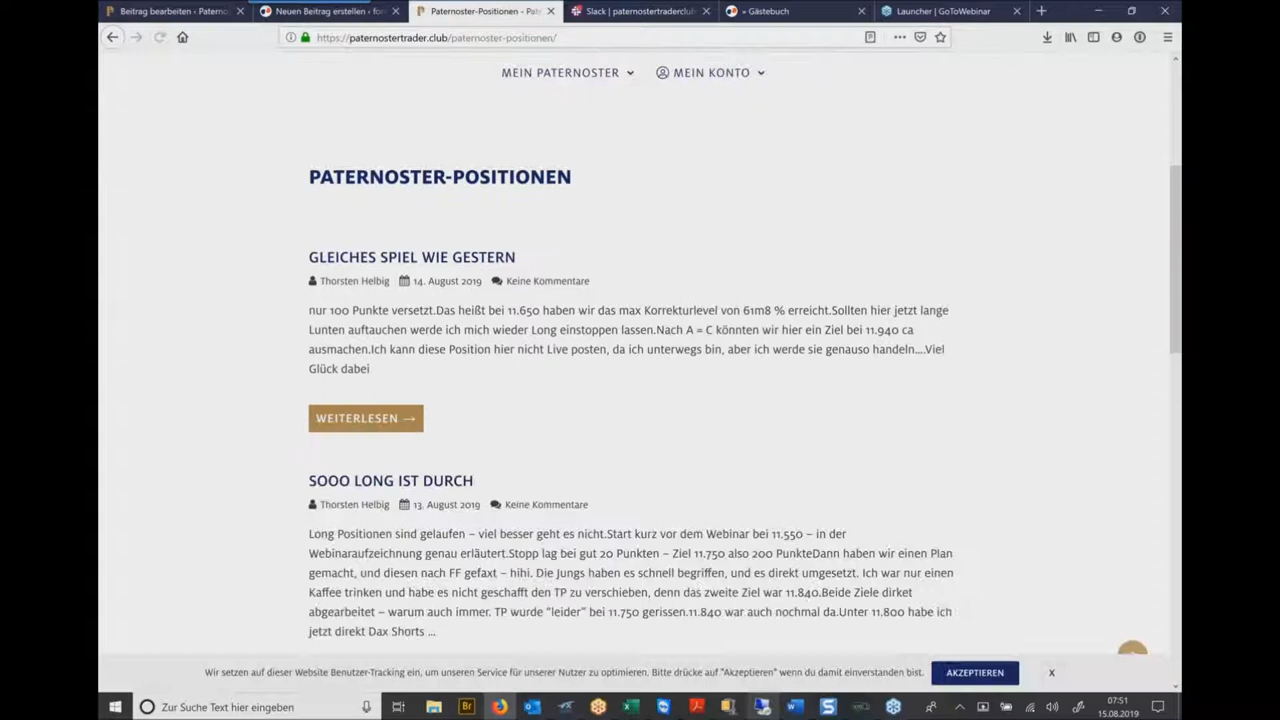 Beitrag bearbeiten ‹ Paterno
Neuen Beitrag erstellen ‹ for
Paternoster-Positionen - Pat
Slack | paternostertraderclu
» Gästebuch
Launcher | GoToWebinar
https://paternostertrader.club/paternoster-positionen/
MEIN PATERNOSTER
MEIN KONTO
PATERNOSTER-POSITIONEN
GLEICHES SPIEL WIE GESTERN
Thorsten Helbig 14. August 2019 Keine Kommentare
nur 100 Punkte versetzt.Das heißt bei 11.650 haben wir das max Korrekturlevel von 61m8 % erreicht.Sollten hier jetzt lange
Lunten auftauchen werde ich mich wieder Long einstoppen lassen.Nach A = C könnten wir hier ein Ziel bei 11.940 ca
ausmachen.Ich kann diese Position hier nicht Live posten, da ich unterwegs bin, aber ich werde sie genauso handeln....Viel
Glück dabei
WEITERLESEN →
SOOO LONG IST DURCH
Thorsten Helbig 13. August 2019 Keine Kommentare
Long Positionen sind gelaufen – viel besser geht es nicht.Start kurz vor dem Webinar bei 11.550 – in der
Webinaraufzeichnung genau erläutert.Stopp lag bei gut 20 Punkten – Ziel 11.750 also 200 PunkteDann haben wir einen Plan
gemacht, und diesen nach FF gefaxt – hihi. Die Jungs haben es schnell begriffen, und es direkt umgesetzt. Ich war nur einen
Kaffee trinken und habe es nicht geschafft den TP zu verschieben, denn das zweite Ziel war 11.840.Beide Ziele dirket
abgearbeitet – warum auch immer. TP wurde "leider" bei 11.750 gerissen.11.840 war auch nochmal da.Unter 11.800 habe ich
jetzt direkt Dax Shorts ...
Wir setzen auf dieser Website Benutzer-Tracking ein, um unseren Service für unserer Nutzer zu optimieren. Bitte drücke auf "Akzeptieren" wenn du damit einverstanden bist.
AKZEPTIEREN
X
Zur Suche Text hier eingeben
07:51
15.08.2019